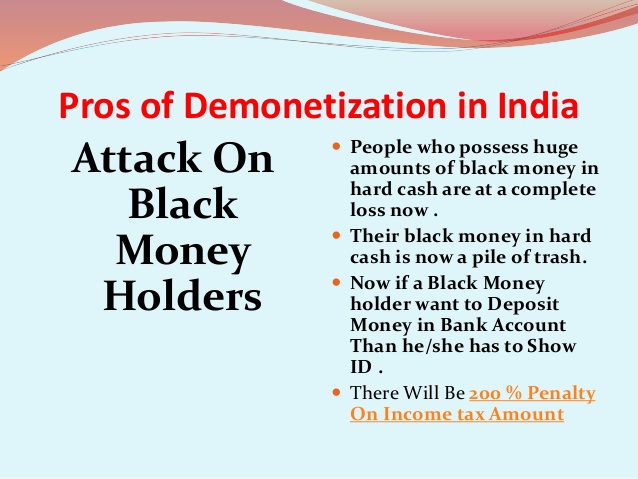 Pros of Demonetization in India
Attack On
Black
Money
Holders
• People who possess huge
amounts of black money in
hard cash are at a complete
loss now .
• Their black money in hard
cash is now a pile of trash.
• Now if a Black Money
holder want to Deposit
Money in Bank Account
Than he/she has to Show
ID .
• There Will Be 200 % Penalty
On Income tax Amount